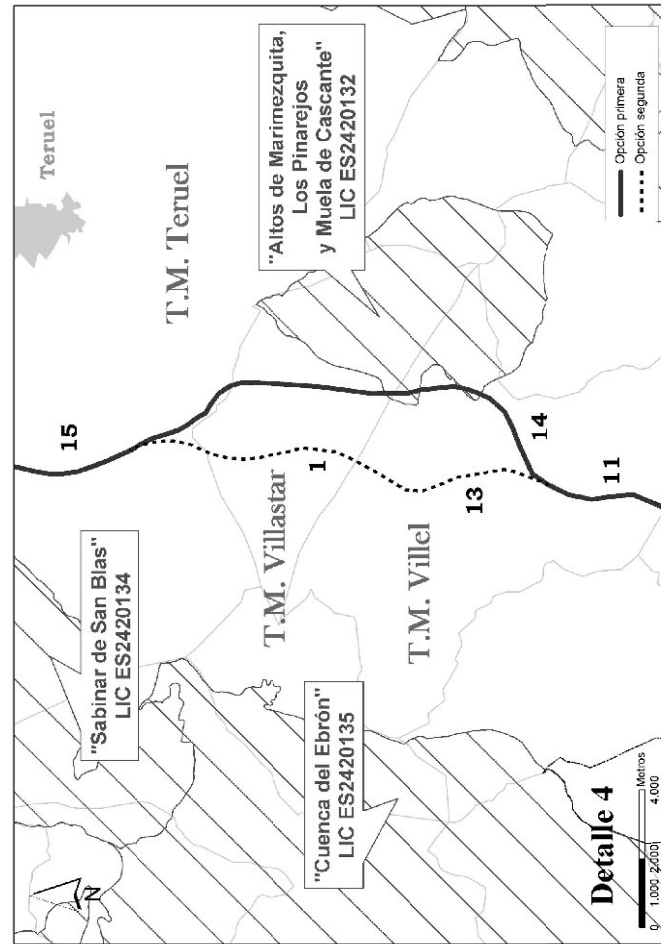 Teruel
15
T.M. Teruel
"Sabinar de San Blas"
LIC ES2420134
"Altos de Marimezquita,
Los Pinarejos
y Muela de Cascante"
LIC ES2420132
T.M. Villastar
1
"Cuenca del Ebrón"
LIC ES2420135
T.M. Villel
13
14
11
N
Detalle 4
Metros
0 1.000 2.000 4.000
Opción primera
Opción segunda